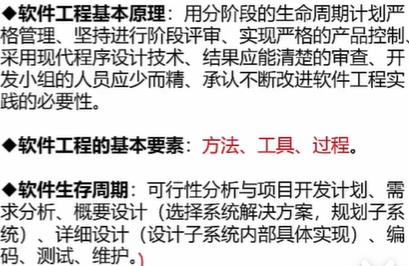 ◆软件工程基本原理：用分阶段的生命周期计划严
格管理、坚持进行阶段评审、实现严格的产品控制、
采用现代程序设计技术、结果应能清楚的审查、开
发小组的人员应少而精、承认不断改进软件工程实
践的必要性。
◆软件工程的基本要素：方法、工具、过程。
◆软件生存周期：可行性分析与项目开发计划、需
求分析、概要设计（选择系统解决方案，规划子系
统）、详细设计（设计子系统内部具体实现）、编
码、测试、维护。）